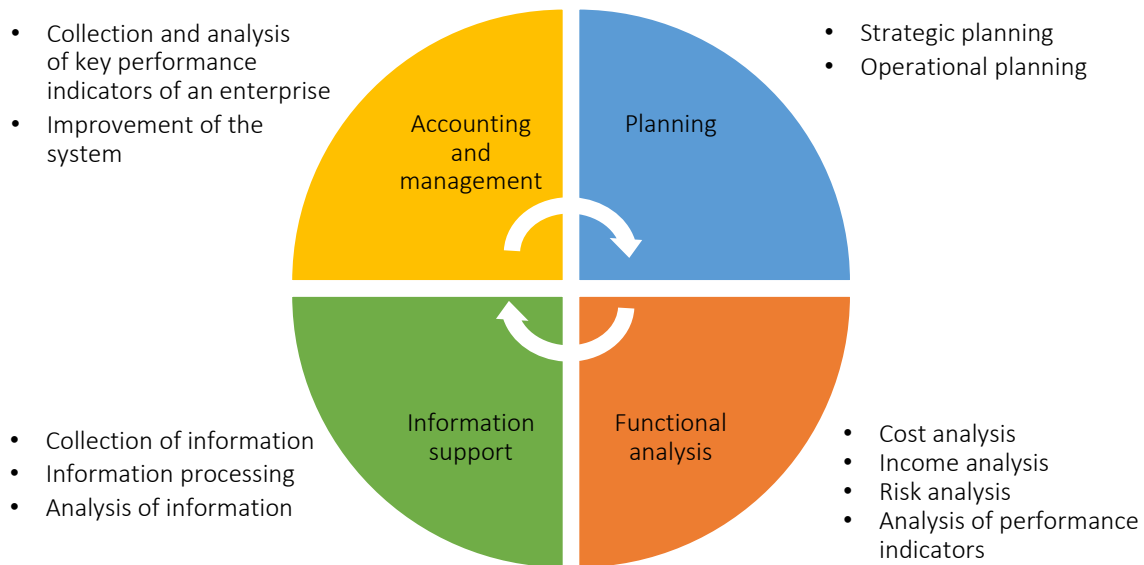 • Collection and analysis
of key performance
indicators of an enterprise
• Improvement of the
system
Accounting
and
management
Planning
• Strategic planning
• Operational planning
• Collection of information
• Information processing
• Analysis of information
Information
support
Functional
analysis
• Cost analysis
• Income analysis
• Risk analysis
• Analysis of performance
indicators